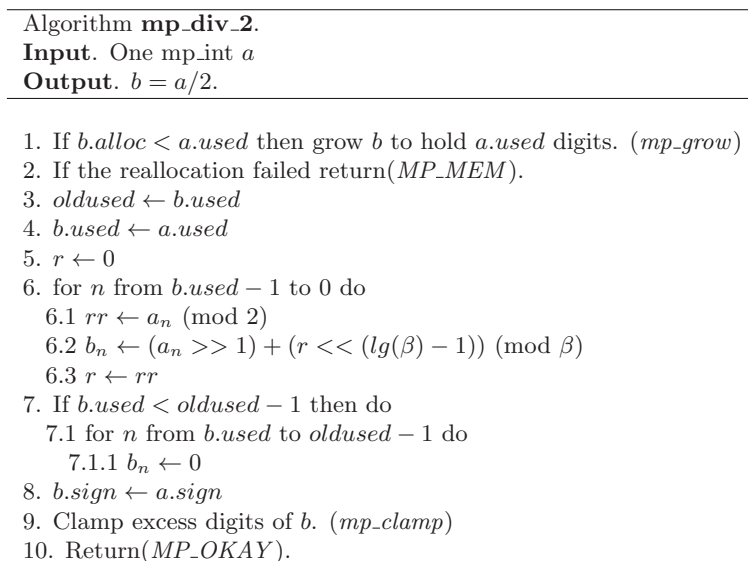 Algorithm mp_div_2.
Input. One mp_int a
Output. b = a/2.
1. If b.alloc < a.used then grow b to hold a.used digits. (mp_grow)
2. If the reallocation failed return(MP_MEM).
3. oldused ← b.used
4. b.used ← a.used
5. r ← 0
6. for n from b.used − 1 to 0 do
6.1 rr ← aₙ (mod 2)
6.2 bₙ ← (aₙ >> 1) + (r << (lg(β) − 1)) (mod β)
6.3 r ← rr
7. If b.used < oldused − 1 then do
7.1 for n from b.used to oldused − 1 do
7.1.1 bₙ ← 0
8. b.sign ← a.sign
9. Clamp excess digits of b. (mp_clamp)
10. Return(MP_OKAY).